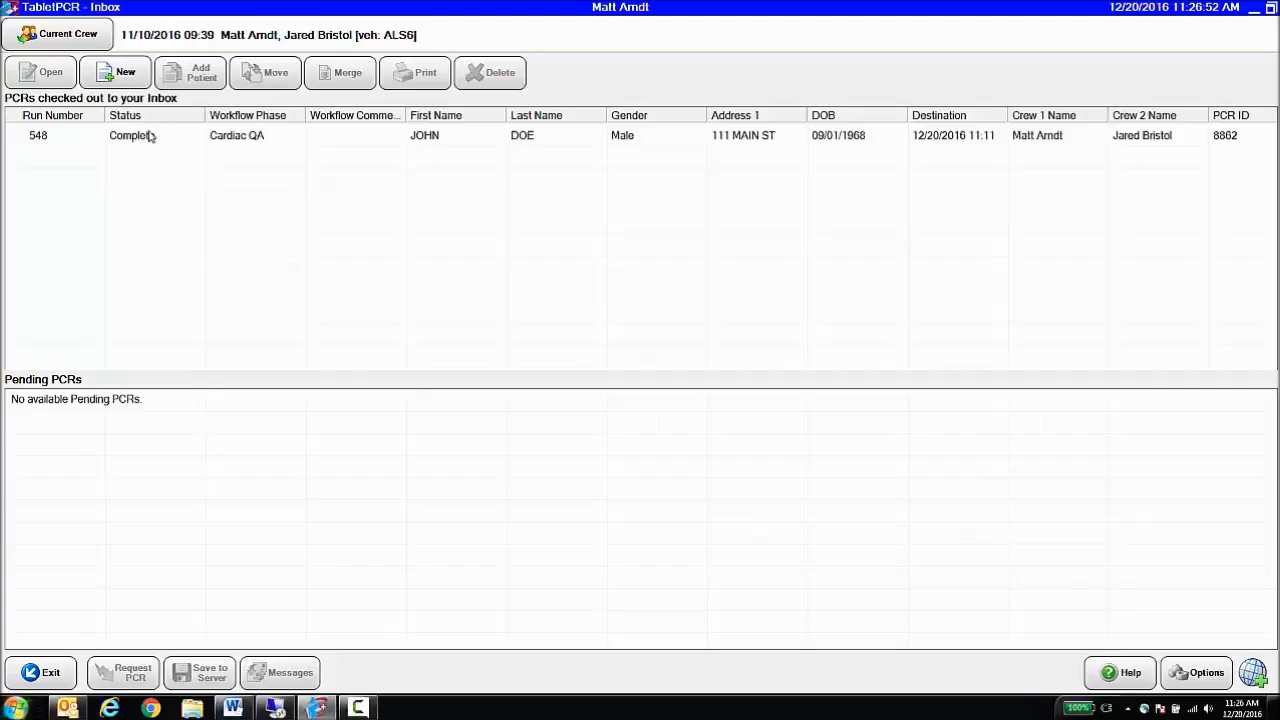 TabletPCR - Inbox Matt Arndt 12/20/2016 11:26:52 AM
Current Crew 11/10/2016 09:39 Matt Arndt, Jared Bristol [veh: ALS6]
Open New Add Patient Move Merge Print Delete
PCRs checked out to your Inbox
Run Number Status Workflow Phase Workflow Comme... First Name Last Name Gender Address 1 DOB Destination Crew 1 Name Crew 2 Name PCR ID
548 Complete Cardiac QA JOHN DOE Male 111 MAIN ST 09/01/1968 12/20/2016 11:11 Matt Arndt Jared Bristol 8862
Pending PCRs
No available Pending PCRs.
Exit Request PCR Save to Server Messages Help Options
100% 11:26 AM
12/20/2016